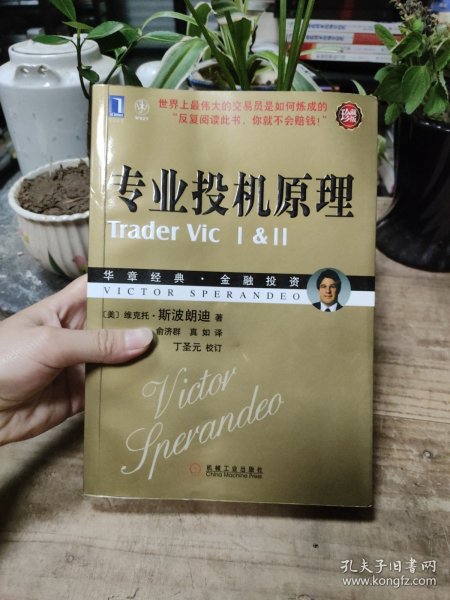 世界上最伟大的交易员是如何炼成的
“反复阅读此书，你就不会赔钱！”
珍藏版
WILEY
专业投机原理
Trader Vic I & II
华章经典·金融投资
VICTOR SPERANDEO
〔美〕维克托·斯波朗迪 著
俞济群 真如 译
丁圣元 校订
Victor
Sperandeo
机械工业出版社
China Machine Press
孔夫子旧书网
www.kongfz.com